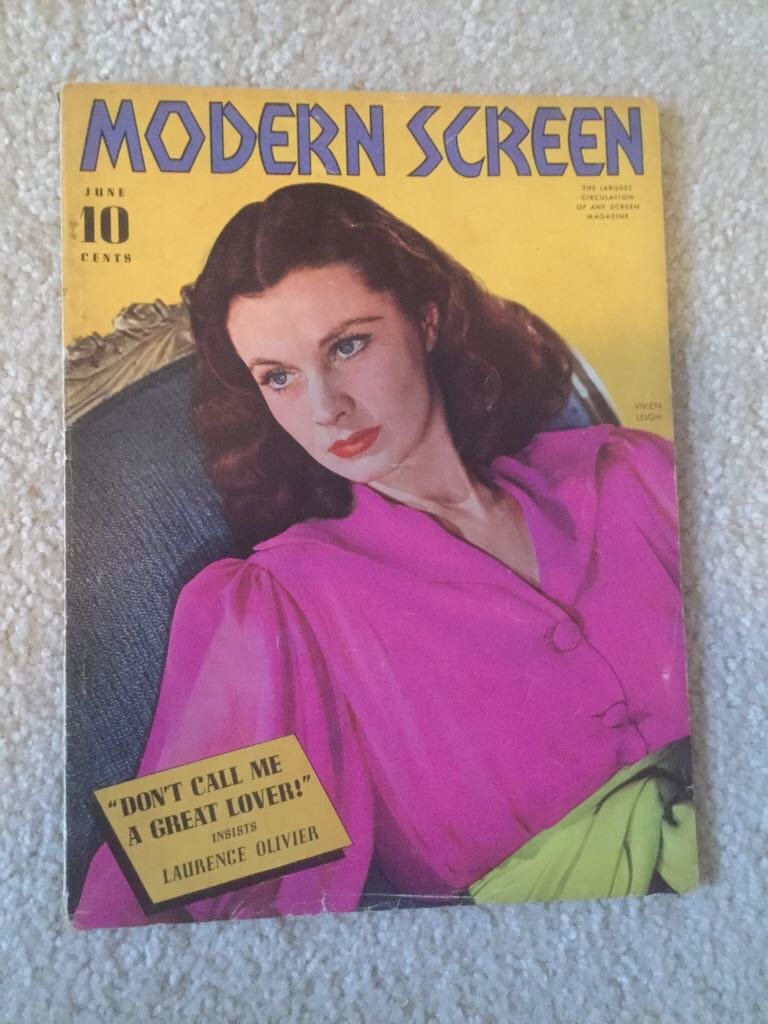 MODERN SCREEN
JUNE
10
CENTS
THE LARGEST
CIRCULATION
OF ANY SCREEN
MAGAZINE
VIVIEN
LEIGH
"DON'T CALL ME
A GREAT LOVER!"
INSISTS
LAURENCE OLIVIER